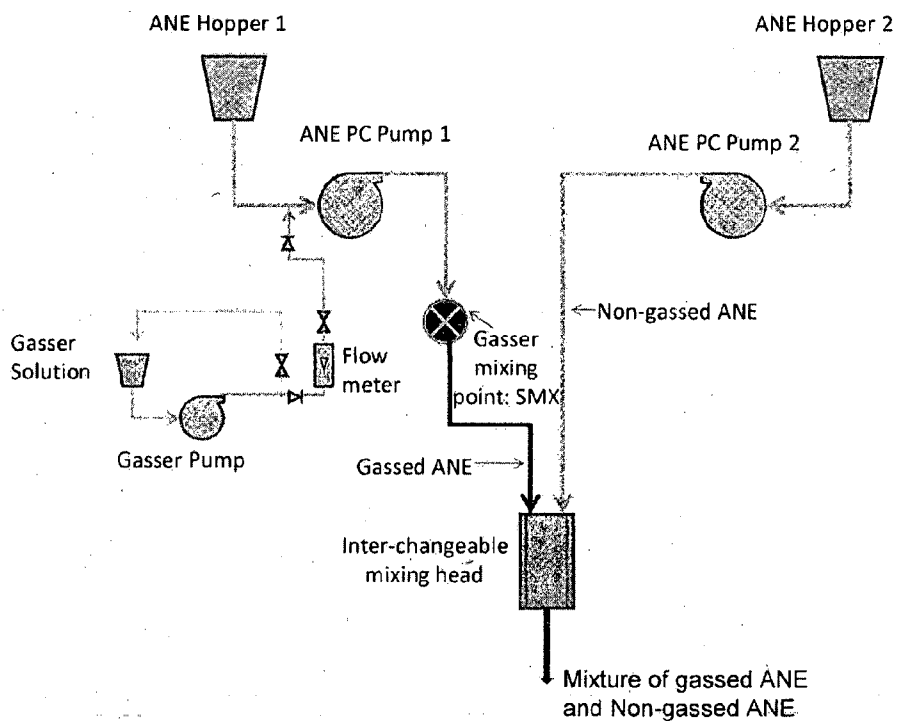 ANE Hopper 1
ANE Hopper 2
ANE PC Pump 1
ANE PC Pump 2
Non-gassed ANE
Gasser
Solution
Flow
meter
Gasser
mixing
point: SMX
Gasser Pump
Gassed ANE
Inter-changeable
mixing head
Mixture of gassed ANE
and Non-gassed ANE